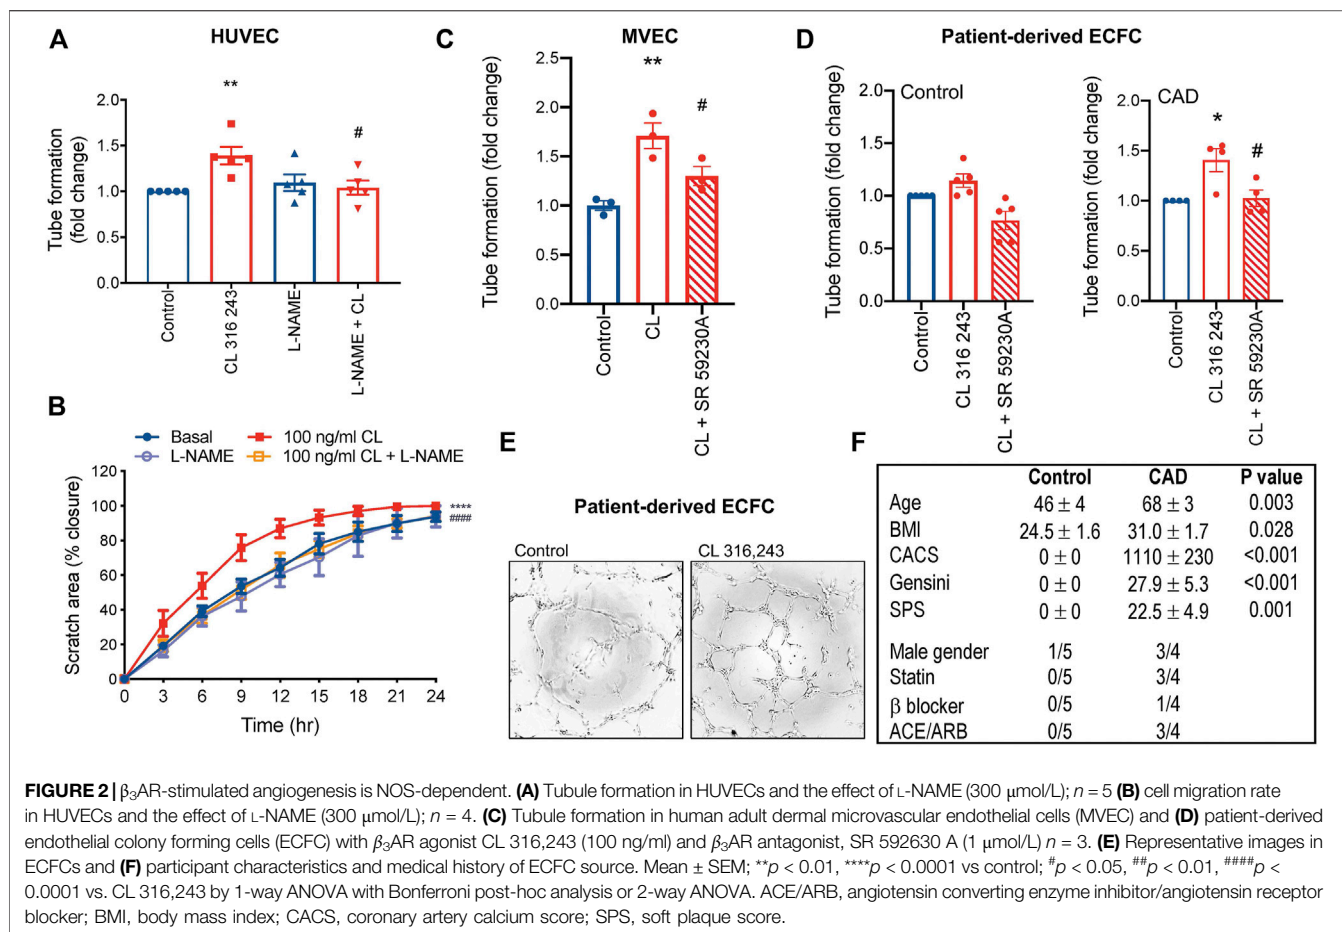 A
HUVEC
**
#
Tube formation
(fold change)
2.0
1.5
1.0
0.5
0.0
Control
CL 316 243
L-NAME
L-NAME + CL
C
MVEC
**
#
Tube formation (fold change)
2.5
2.0
1.5
1.0
0.5
0.0
Control
CL
CL + SR 59230A
D
Patient-derived ECFC
Control
Tube formation (fold change)
2.0
1.5
1.0
0.5
0.0
Control
CL 316 243
CL + SR 59230A
CAD
*
#
Tube formation (fold change)
2.0
1.5
1.0
0.5
0.0
Control
CL 316 243
CL + SR 59230A
B
Basal
100 ng/ml CL
L-NAME
100 ng/ml CL + L-NAME
Scratch area (% closure)
120
100
80
60
40
20
0
****
####
0 3 6 9 12 15 18 21 24
Time (hr)
E
Patient-derived ECFC
Control
CL 316,243
F
Control CAD P value
Age 46 ± 4 68 ± 3 0.003
BMI 24.5 ± 1.6 31.0 ± 1.7 0.028
CACS 0 ± 0 1110 ± 230 <0.001
Gensini 0 ± 0 27.9 ± 5.3 <0.001
SPS 0 ± 0 22.5 ± 4.9 0.001
Male gender 1/5 3/4
Statin 0/5 3/4
β blocker 0/5 1/4
ACE/ARB 0/5 3/4
FIGURE 2 | β₃AR-stimulated angiogenesis is NOS-dependent. (A) Tubule formation in HUVECs and the effect of L-NAME (300 μmol/L); n = 5 (B) cell migration rate
in HUVECs and the effect of L-NAME (300 μmol/L); n = 4. (C) Tubule formation in human adult dermal microvascular endothelial cells (MVEC) and (D) patient-derived
endothelial colony forming cells (ECFC) with β₃AR agonist CL 316,243 (100 ng/ml) and β₃AR antagonist, SR 592630 A (1 μmol/L) n = 3. (E) Representative images in
ECFCs and (F) participant characteristics and medical history of ECFC source. Mean ± SEM; **p < 0.01, ****p < 0.0001 vs control; #p < 0.05, ##p < 0.01, ####p <
0.0001 vs. CL 316,243 by 1-way ANOVA with Bonferroni post-hoc analysis or 2-way ANOVA. ACE/ARB, angiotensin converting enzyme inhibitor/angiotensin receptor
blocker; BMI, body mass index; CACS, coronary artery calcium score; SPS, soft plaque score.